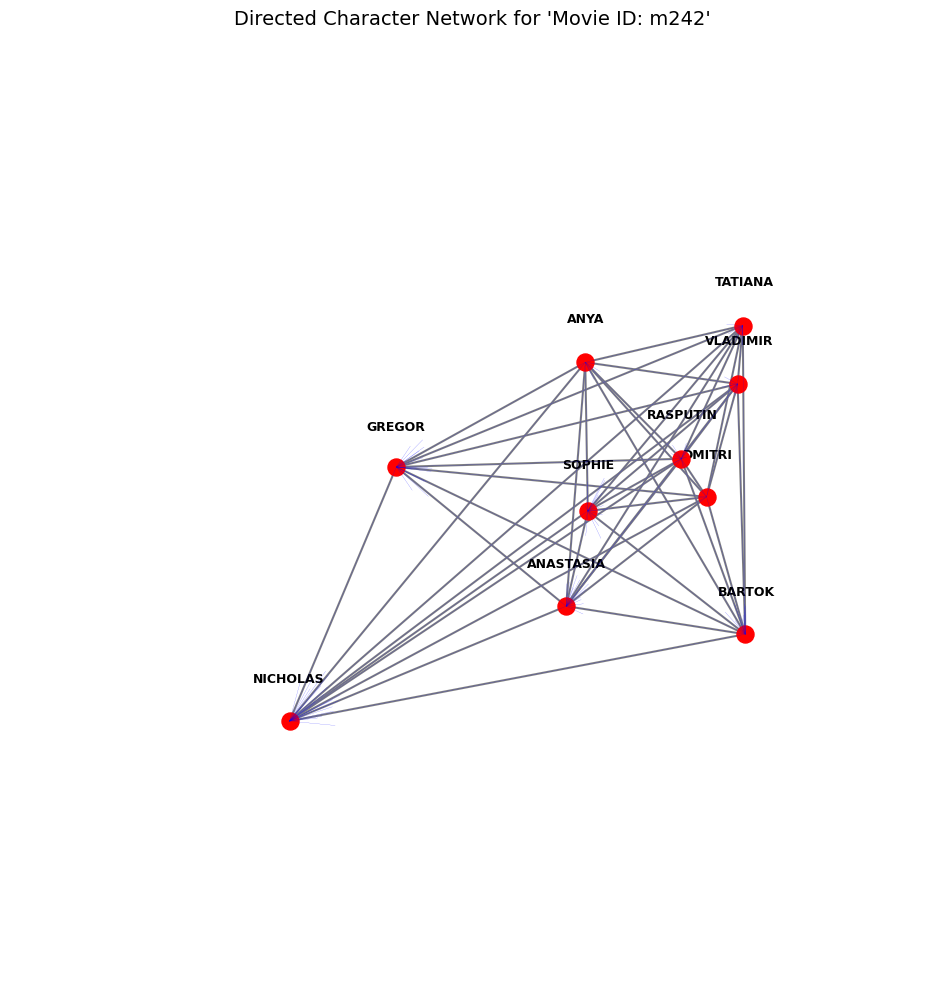 Directed Character Network for 'Movie ID: m242'
TATIANA
ANYA
VLADIMIR
RASPUTIN
GREGOR
DMITRI
SOPHIE
ANASTASIA
BARTOK
NICHOLAS